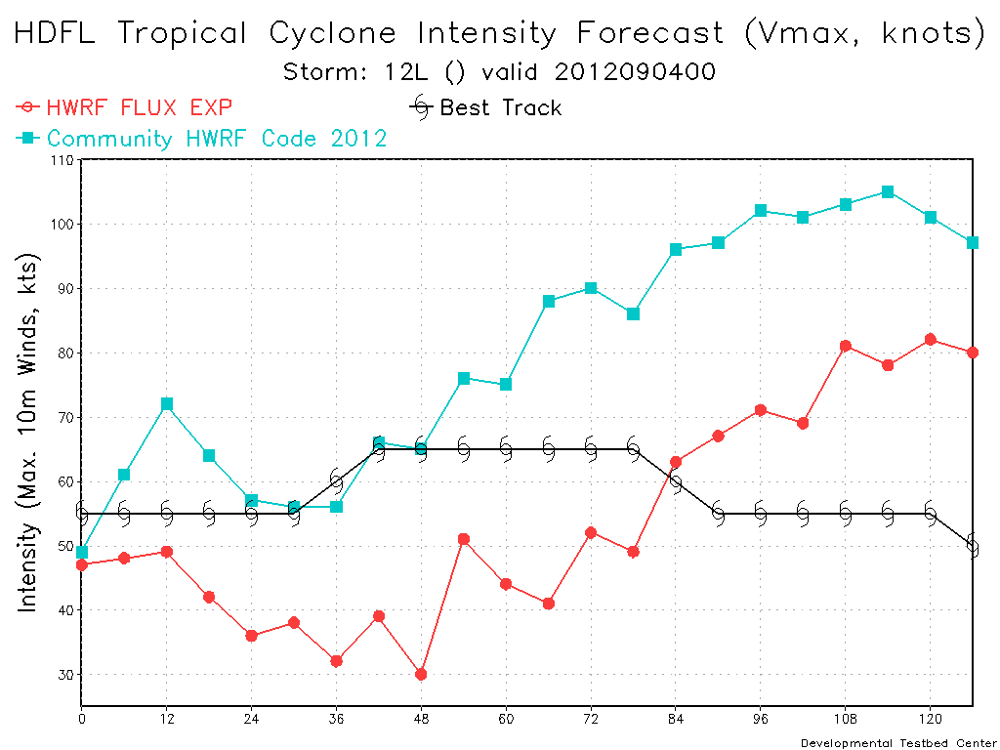 HDFL Tropical Cyclone Intensity Forecast (Vmax, knots)
Storm: 12L () valid 2012090400
HWRF FLUX EXP Best Track
Community HWRF Code 2012
Intensity (Max. 10m Winds, kts)
110
100
90
80
70
60
50
40
30
0 12 24 36 48 60 72 84 96 108 120
Developmental Testbed Center